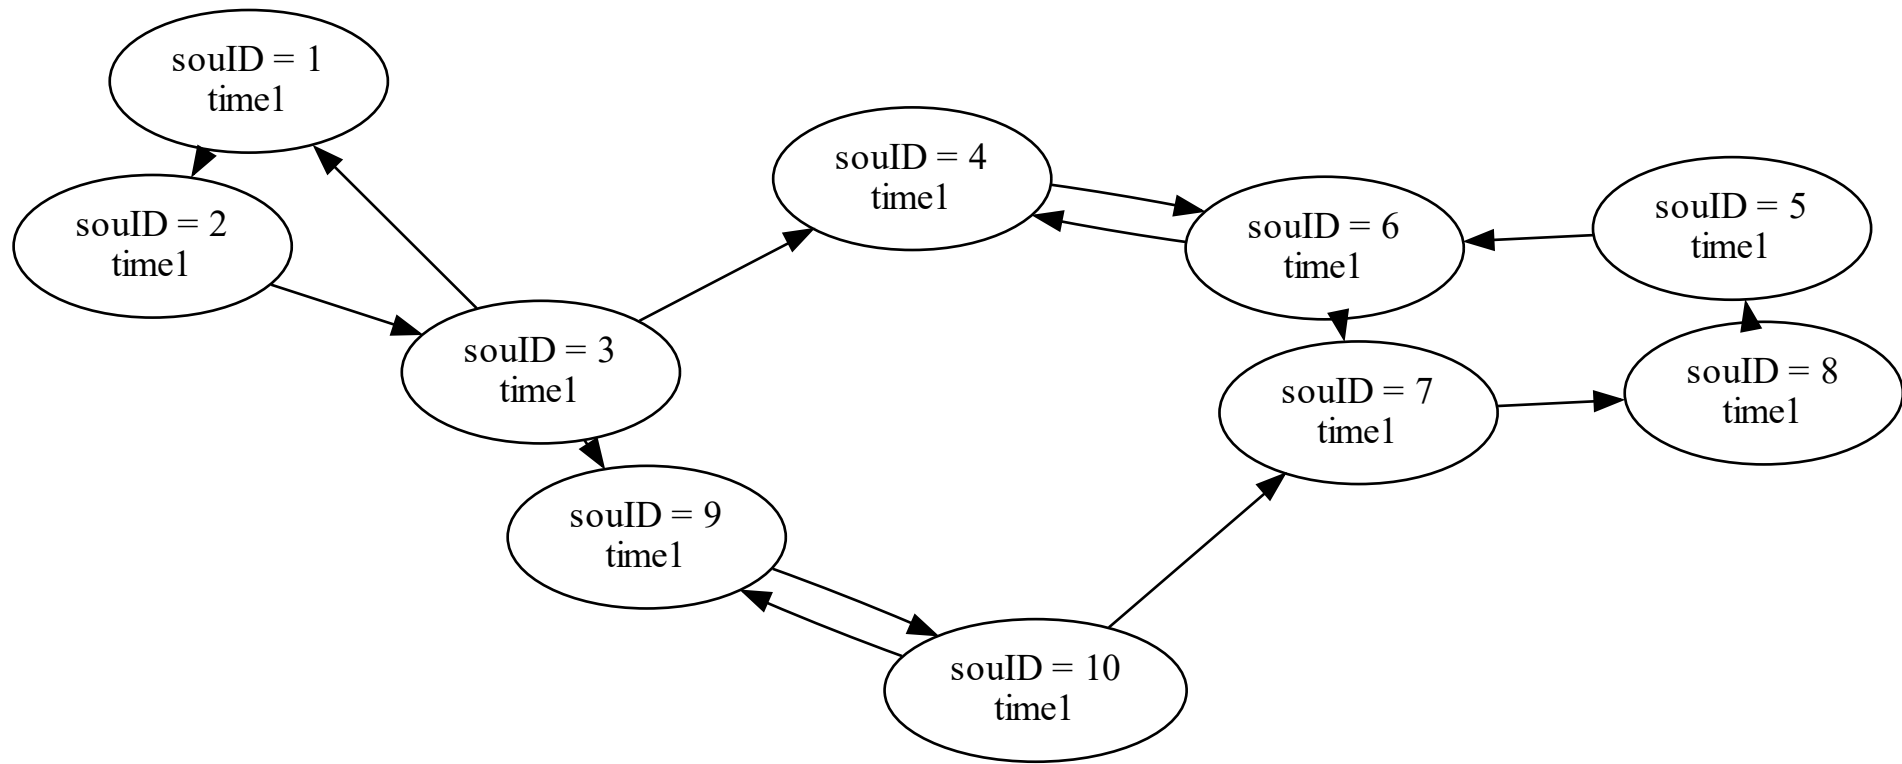 souID = 1
time1
souID = 2
time1
souID = 3
time1
souID = 4
time1
souID = 6
time1
souID = 5
time1
souID = 7
time1
souID = 8
time1
souID = 9
time1
souID = 10
time1